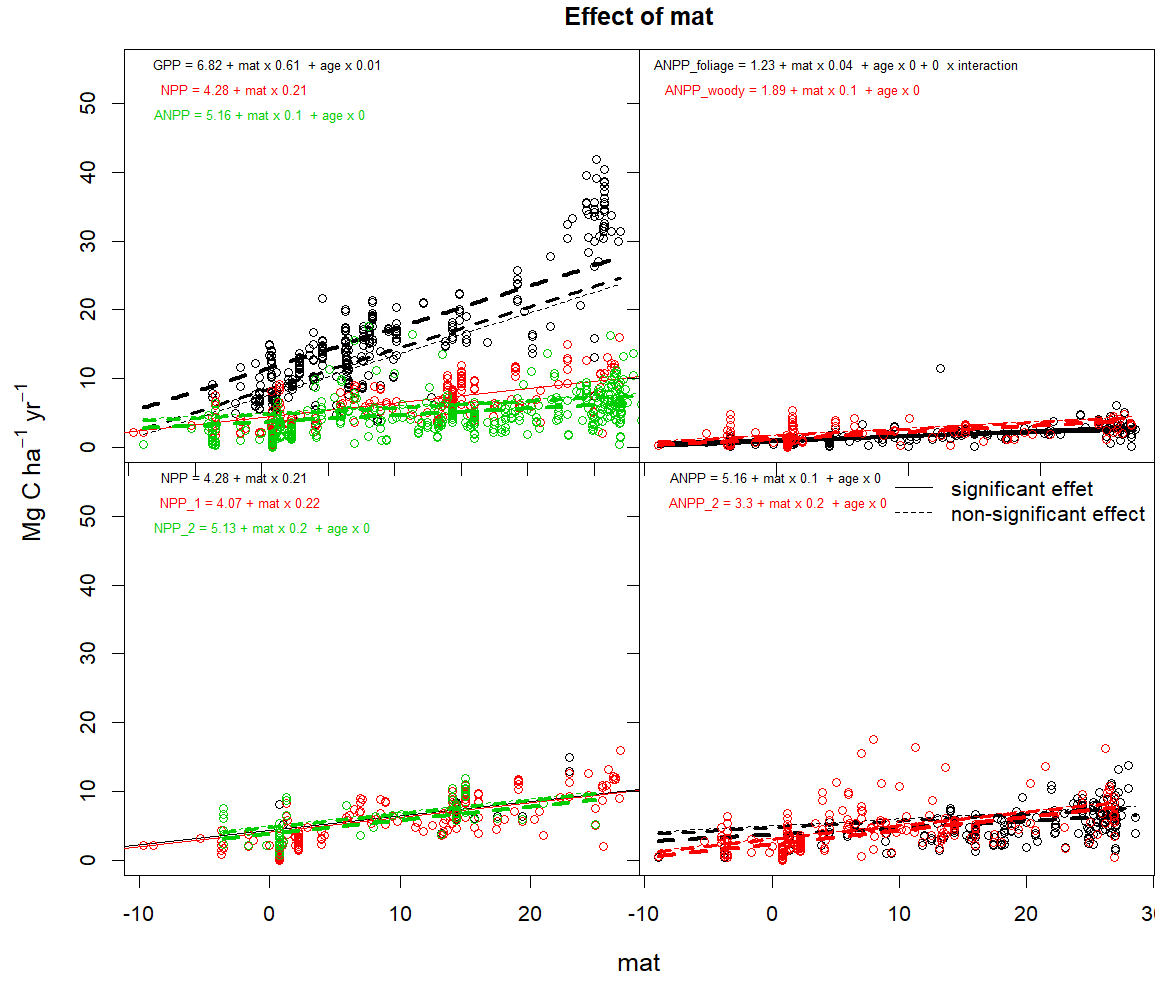 Effect of mat
GPP = 6.82 + mat x 0.61 + age x 0.01
NPP = 4.28 + mat x 0.21
ANPP = 5.16 + mat x 0.1 + age x 0
ANPP_foliage = 1.23 + mat x 0.04 + age x 0 + 0 x interaction
ANPP_woody = 1.89 + mat x 0.1 + age x 0
50
40
30
20
10
0
Mg C ha⁻¹ yr⁻¹
NPP = 4.28 + mat x 0.21
NPP_1 = 4.07 + mat x 0.22
NPP_2 = 5.13 + mat x 0.2 + age x 0
ANPP = 5.16 + mat x 0.1 + age x 0
ANPP_2 = 3.3 + mat x 0.2 + age x 0
significant effet
non-significant effect
50
40
30
20
10
0
-10 0 10 20 -10 0 10 20 30
mat